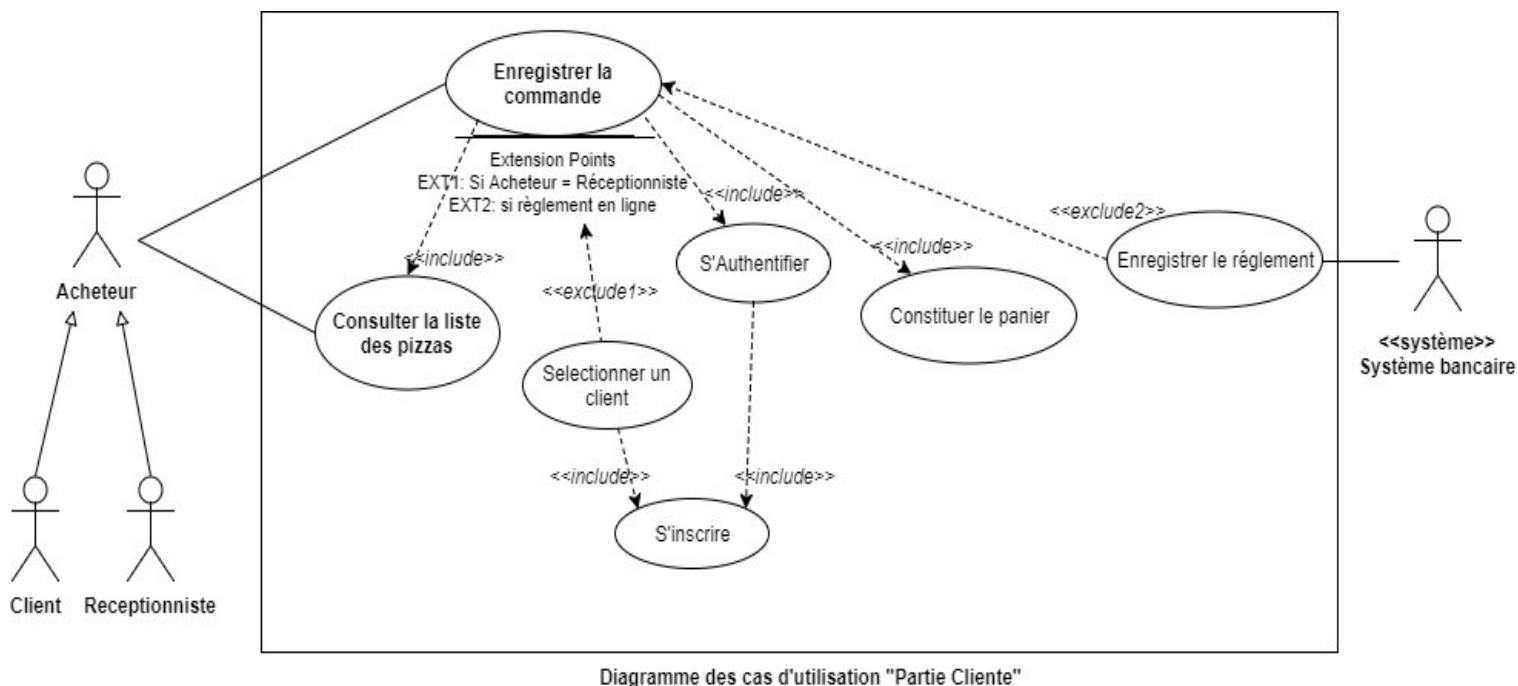 Enregistrer la
commande
Extension Points
EXT1: Si Acheteur = Réceptionniste
EXT2: si règlement en ligne
<<include>>
<<exclude2>>
<<include>>
<<include>>
S'Authentifier
Enregistrer le réglement
Acheteur
<<exclude1>>
Constituer le panier
Consulter la liste
des pizzas
<<système>>
Système bancaire
Selectionner un
client
<<include>>
<<include>>
S'inscrire
Client
Receptionniste
Diagramme des cas d'utilisation "Partie Cliente"